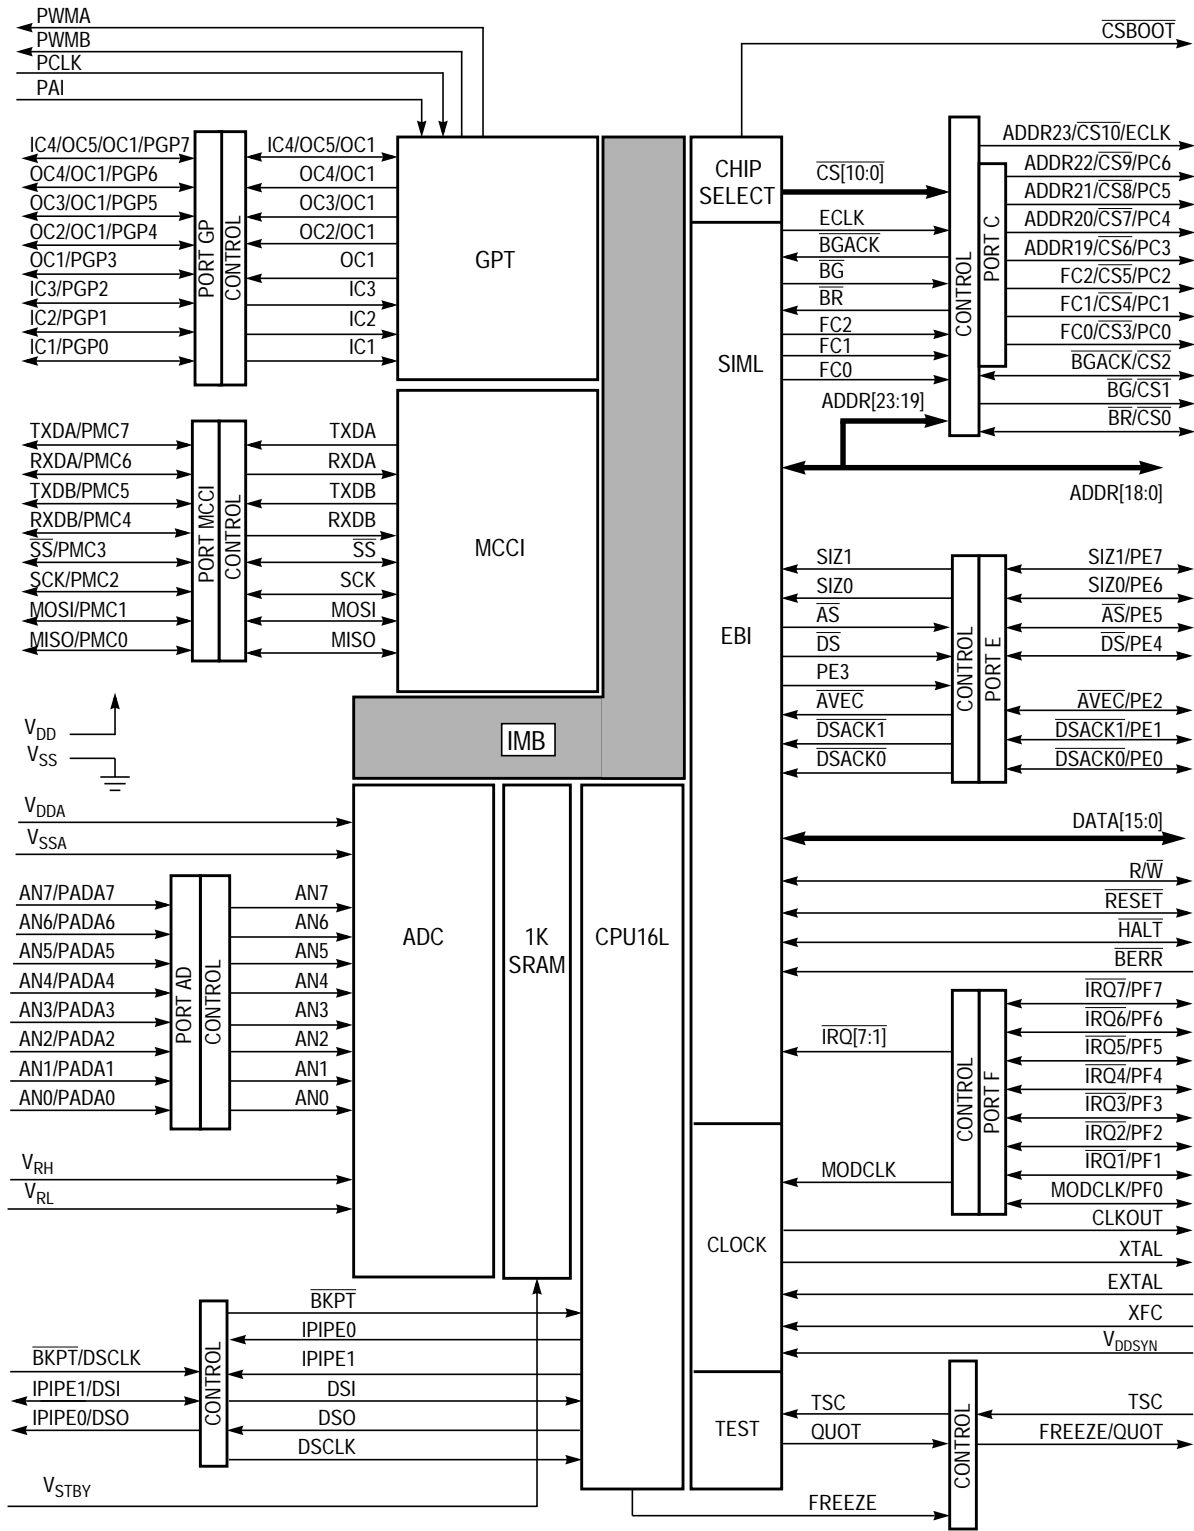 PWMA
PWMB
PCLK
PAI
CSBOOT
IC4/OC5/OC1/PGP7
OC4/OC1/PGP6
OC3/OC1/PGP5
OC2/OC1/PGP4
OC1/PGP3
IC3/PGP2
IC2/PGP1
IC1/PGP0
PORT GP
CONTROL
IC4/OC5/OC1
OC4/OC1
OC3/OC1
OC2/OC1
OC1
IC3
IC2
IC1
GPT
CHIP
SELECT
CS[10:0]
ECLK
BGACK
BG
BR
FC2
FC1
FC0
SIML
ADDR[23:19]
CONTROL
PORT C
ADDR23/CS10/ECLK
ADDR22/CS9/PC6
ADDR21/CS8/PC5
ADDR20/CS7/PC4
ADDR19/CS6/PC3
FC2/CS5/PC2
FC1/CS4/PC1
FC0/CS3/PC0
BGACK/CS2
BG/CS1
BR/CS0
ADDR[18:0]
TXDA/PMC7
RXDA/PMC6
TXDB/PMC5
RXDB/PMC4
SS/PMC3
SCK/PMC2
MOSI/PMC1
MISO/PMC0
PORT MCCI
CONTROL
TXDA
RXDA
TXDB
RXDB
SS
SCK
MOSI
MISO
MCCI
EBI
SIZ1
SIZ0
AS
DS
PE3
AVEC
DSACK1
DSACK0
CONTROL
PORT E
SIZ1/PE7
SIZ0/PE6
AS/PE5
DS/PE4
AVEC/PE2
DSACK1/PE1
DSACK0/PE0
IMB
VDD
VSS
VDDA
VSSA
DATA[15:0]
R/W
RESET
HALT
BERR
AN7/PADA7
AN6/PADA6
AN5/PADA5
AN4/PADA4
AN3/PADA3
AN2/PADA2
AN1/PADA1
AN0/PADA0
PORT AD
CONTROL
AN7
AN6
AN5
AN4
AN3
AN2
AN1
AN0
ADC
1K
SRAM
CPU16L
IRQ[7:1]
MODCLK
CONTROL
PORT F
IRQ7/PF7
IRQ6/PF6
IRQ5/PF5
IRQ4/PF4
IRQ3/PF3
IRQ2/PF2
IRQ1/PF1
MODCLK/PF0
CLKOUT
XTAL
EXTAL
XFC
VDDSYN
VRH
VRL
CLOCK
BKPT/DSCLK
IPIPE1/DSI
IPIPE0/DSO
CONTROL
BKPT
IPIPE0
IPIPE1
DSI
DSO
DSCLK
VSTBY
TEST
TSC
QUOT
FREEZE
CONTROL
TSC
FREEZE/QUOT